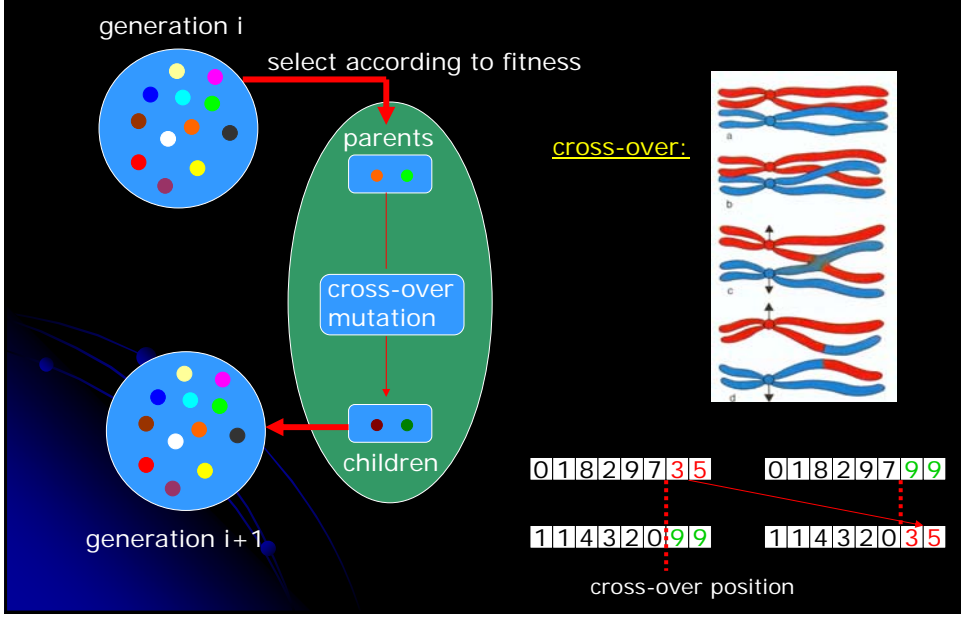 generation i
select according to fitness
parents
cross-over
mutation
children
generation i+1
cross-over:
a
b
c
d
0 1 8 2 9 7 3 5
0 1 8 2 9 7 9 9
1 1 4 3 2 0 9 9
1 1 4 3 2 0 3 5
cross-over position